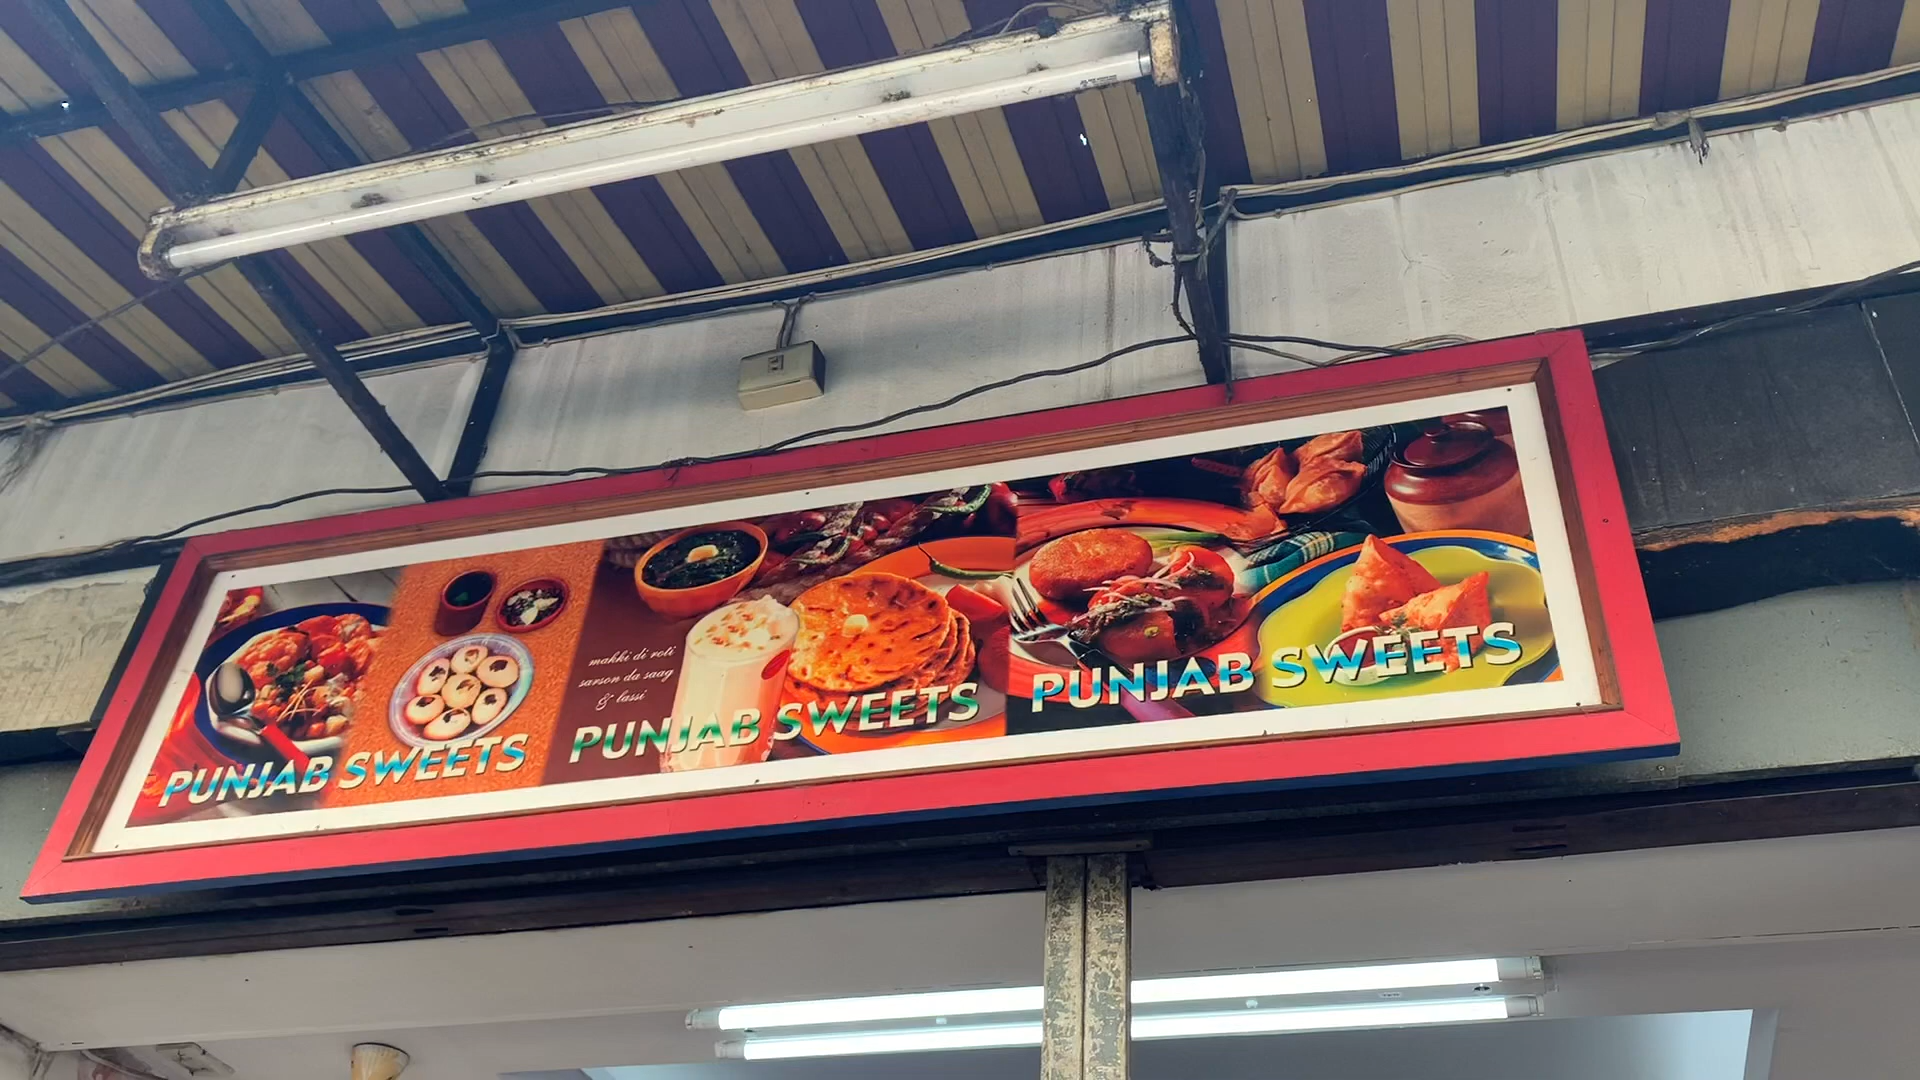 PUNJAB SWEETS
makki di roti
sarson da saag
& lassi
PUNJAB SWEETS
PUNJAB SWEETS